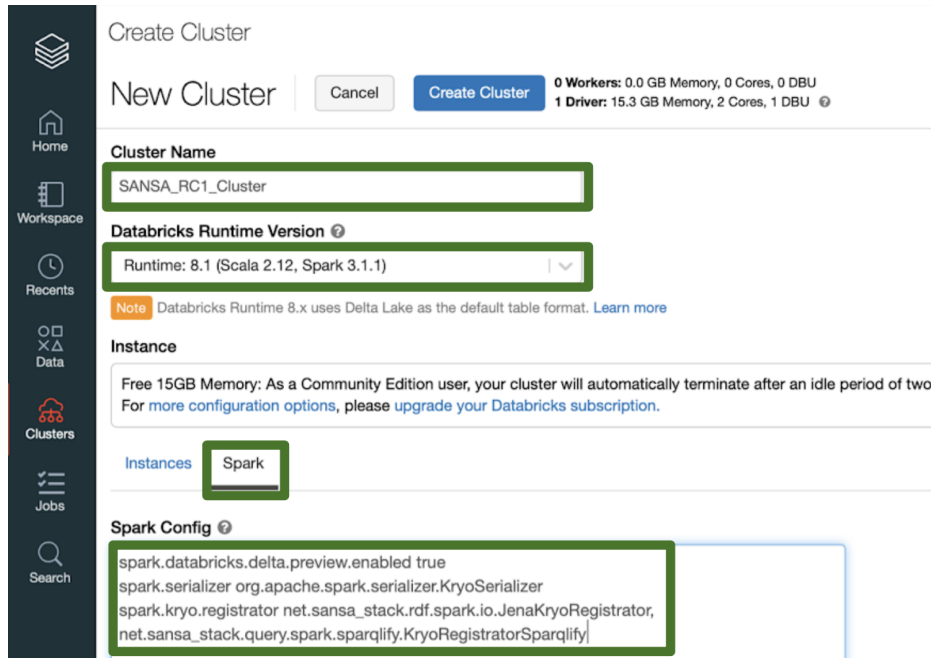 Create Cluster
New Cluster
Cancel
Create Cluster
0 Workers: 0.0 GB Memory, 0 Cores, 0 DBU
1 Driver: 15.3 GB Memory, 2 Cores, 1 DBU
Home
Workspace
Recents
Data
Clusters
Jobs
Search
Cluster Name
SANSA_RC1_Cluster
Databricks Runtime Version
Runtime: 8.1 (Scala 2.12, Spark 3.1.1)
Note Databricks Runtime 8.x uses Delta Lake as the default table format. Learn more
Instance
Free 15GB Memory: As a Community Edition user, your cluster will automatically terminate after an idle period of two
For more configuration options, please upgrade your Databricks subscription.
Instances
Spark
Spark Config
spark.databricks.delta.preview.enabled true
spark.serializer org.apache.spark.serializer.KryoSerializer
spark.kryo.registrator net.sansa_stack.rdf.spark.io.JenaKryoRegistrator,
net.sansa_stack.query.spark.sparqlify.KryoRegistratorSparqlify